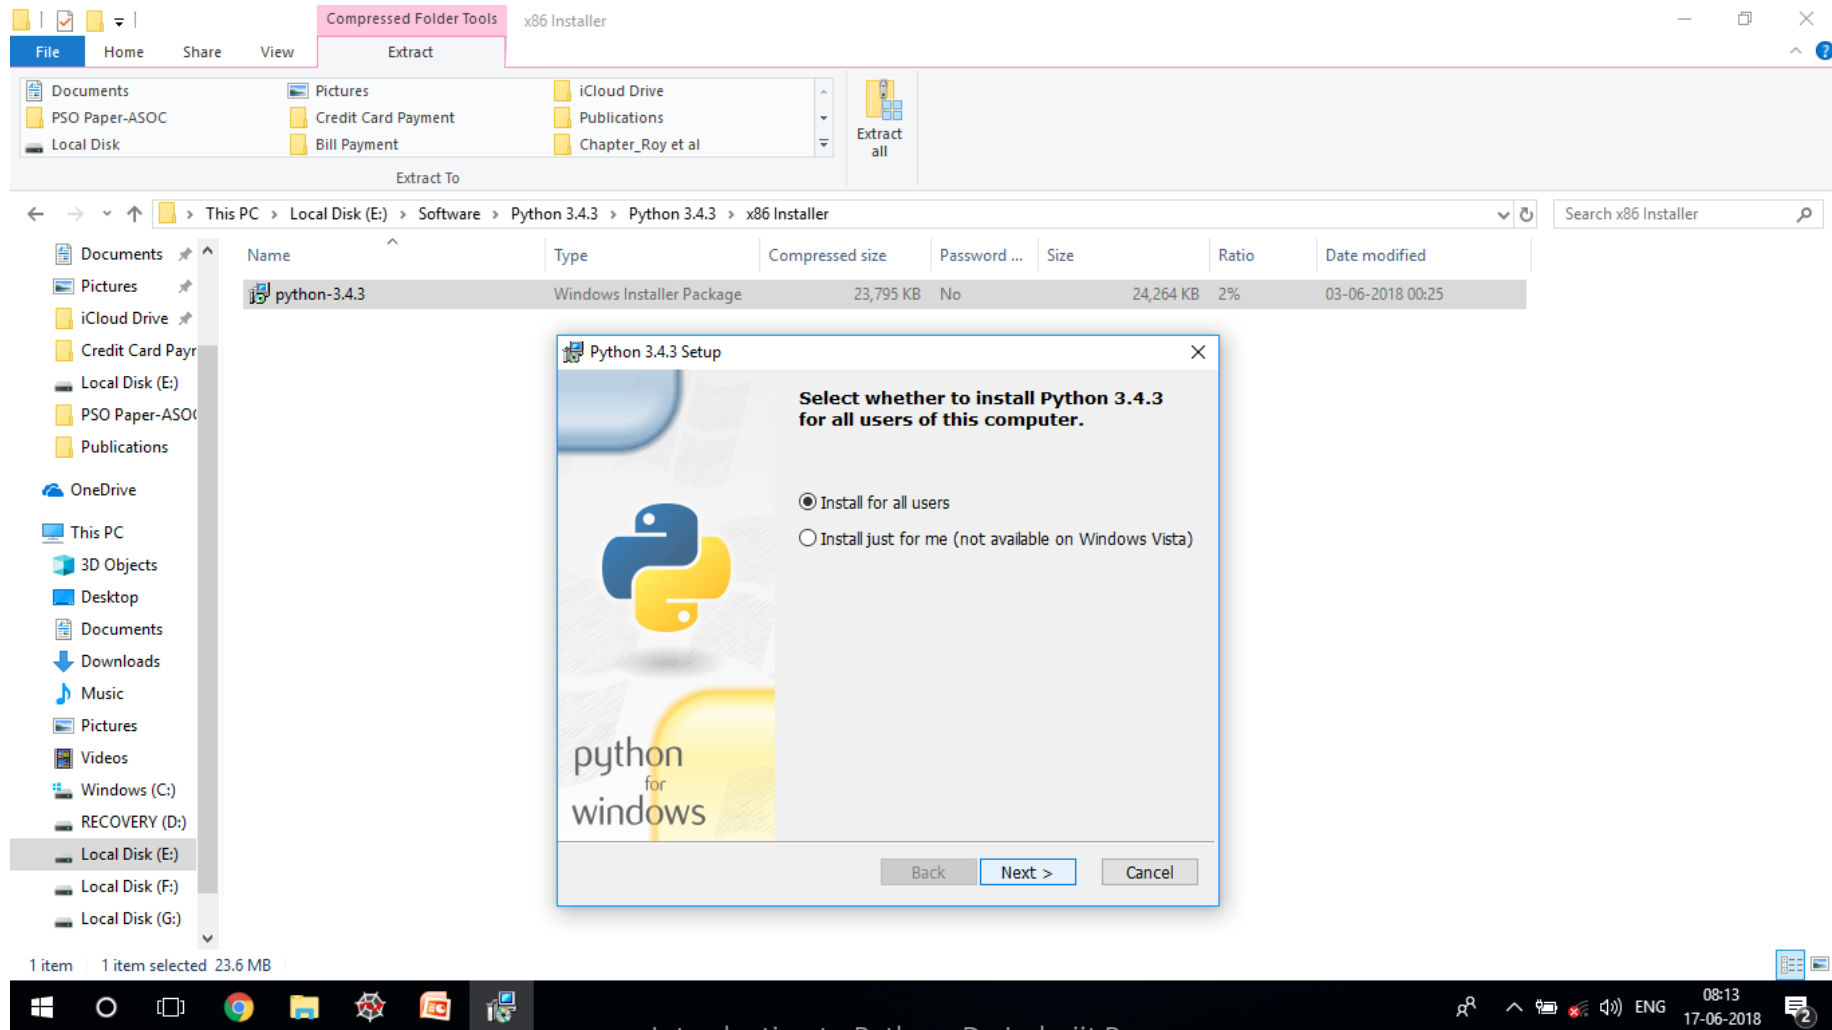 Compressed Folder Tools
x86 Installer
File
Home
Share
View
Extract
Documents
Pictures
iCloud Drive
PSO Paper-ASOC
Credit Card Payment
Publications
Local Disk
Bill Payment
Chapter_Roy et al
Extract
all
Extract To
This PC > Local Disk (E:) > Software > Python 3.4.3 > Python 3.4.3 > x86 Installer
Search x86 Installer
Name
Type
Compressed size
Password ...
Size
Ratio
Date modified
python-3.4.3
Windows Installer Package
23,795 KB
No
24,264 KB
2%
03-06-2018 00:25
Documents
Pictures
iCloud Drive
Credit Card Payr
Local Disk (E:)
PSO Paper-ASO
Publications
OneDrive
This PC
3D Objects
Desktop
Documents
Downloads
Music
Pictures
Videos
Windows (C:)
RECOVERY (D:)
Local Disk (E:)
Local Disk (F:)
Local Disk (G:)
Python 3.4.3 Setup
Select whether to install Python 3.4.3
for all users of this computer.
Install for all users
Install just for me (not available on Windows Vista)
python
for
windows
Back
Next >
Cancel
1 item
1 item selected 23.6 MB
ENG
08:13
17-06-2018
2